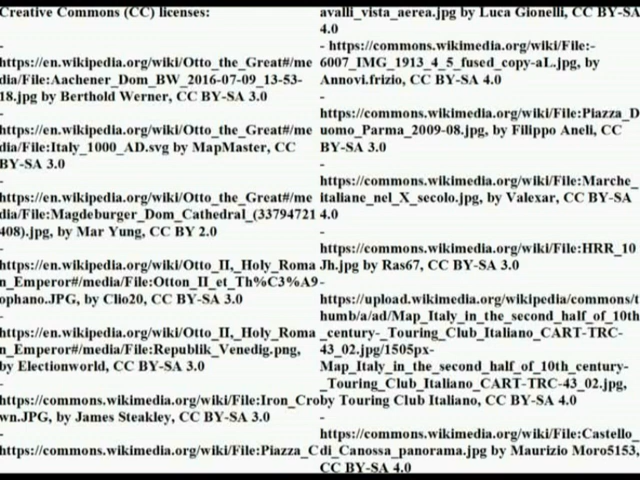 Creative Commons (CC) licenses:
-
https://en.wikipedia.org/wiki/Otto_the_Great#/me
dia/File:Aachener_Dom_BW_2016-07-09_13-53-
18.jpg by Berthold Werner, CC BY-SA 3.0
-
https://en.wikipedia.org/wiki/Otto_the_Great#/me
dia/File:Italy_1000_AD.svg by MapMaster, CC
BY-SA 3.0
-
https://en.wikipedia.org/wiki/Otto_the_Great#/me
dia/File:Magdeburger_Dom_Cathedral_(33794721
408).jpg, by Mar Yung, CC BY 2.0
-
https://en.wikipedia.org/wiki/Otto_II,_Holy_Roma
n_Emperor#/media/File:Otton_II_et_Th%C3%A9
ophano.JPG, by Clio20, CC BY-SA 3.0
-
https://en.wikipedia.org/wiki/Otto_II,_Holy_Roma
n_Emperor#/media/File:Republik_Venedig.png,
by Electionworld, CC BY-SA 3.0
-
https://commons.wikimedia.org/wiki/File:Iron_Cro
wn.JPG, by James Steakley, CC BY-SA 3.0
-
https://commons.wikimedia.org/wiki/File:Piazza_C
avalli_vista_aerea.jpg by Luca Gionelli, CC BY-SA
4.0
- https://commons.wikimedia.org/wiki/File:-
6007_IMG_1913_4_5_fused_copy-aL.jpg, by
Annovi.frizio, CC BY-SA 4.0
-
https://commons.wikimedia.org/wiki/File:Piazza_D
uomo_Parma_2009-08.jpg, by Filippo Aneli, CC
BY-SA 3.0
-
https://commons.wikimedia.org/wiki/File:Marche_
italiane_nel_X_secolo.jpg, by Valexar, CC BY-SA
4.0
-
https://commons.wikimedia.org/wiki/File:HRR_10
Jh.jpg by Ras67, CC BY-SA 3.0
-
https://upload.wikimedia.org/wikipedia/commons/t
humb/a/ad/Map_Italy_in_the_second_half_of_10th
_century-_Touring_Club_Italiano_CART-TRC-
43_02.jpg/1505px-
Map_Italy_in_the_second_half_of_10th_century-
_Touring_Club_Italiano_CART-TRC-43_02.jpg,
by Touring Club Italiano, CC BY-SA 4.0
-
https://commons.wikimedia.org/wiki/File:Castello_
di_Canossa_panorama.jpg by Maurizio Moro5153,
CC BY-SA 4.0